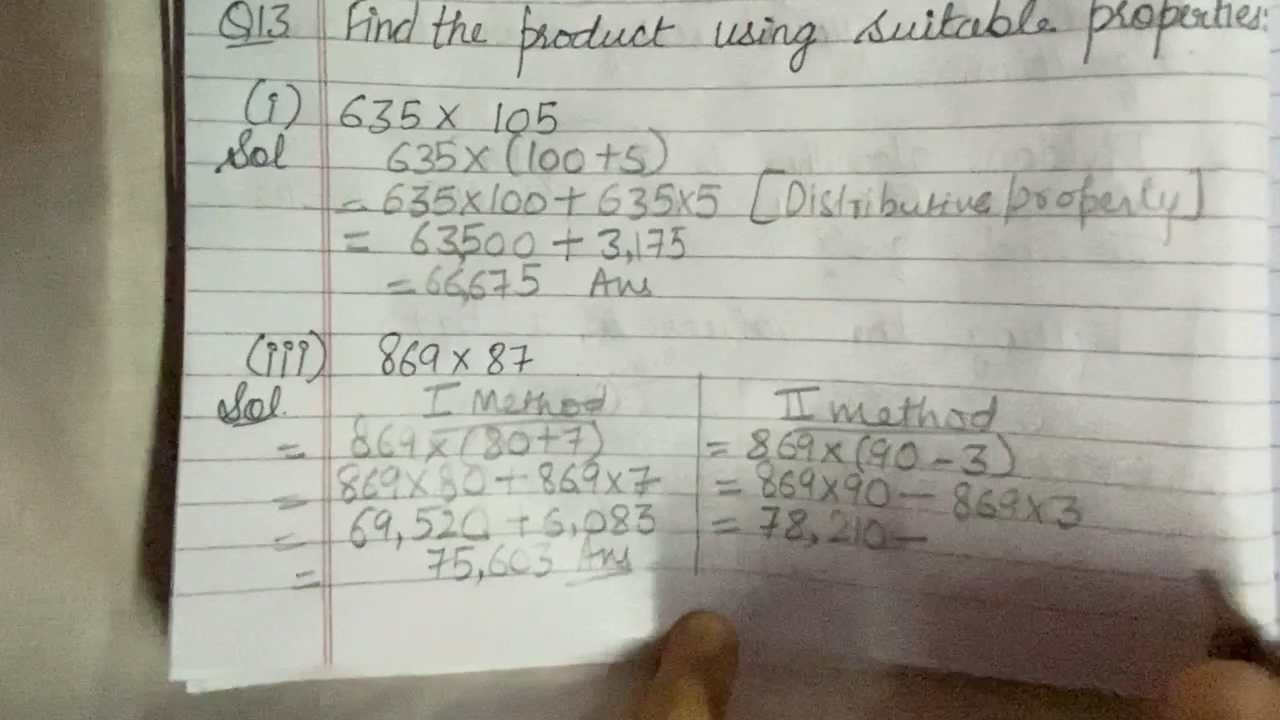 Q13 Find the product using suitable properties:
(i) 635 × 105
Sol 635 × (100 + 5)
= 635×100 + 635×5 [Distributive property]
= 63,500 + 3,175
= 66,675 Ans
(iii) 869 × 87
Sol. I Method
= 869 × (80+7)
= 869×80 + 869×7
= 69,520 + 6,083
= 75,603 Ans
II method
= 869 × (90 - 3)
= 869×90 - 869×3
= 78,210 -